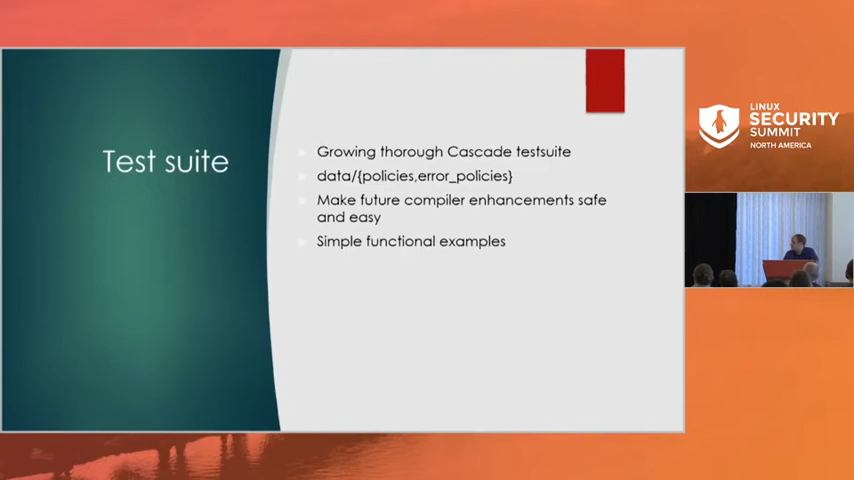 Test suite
Growing thorough Cascade testsuite
data/{policies,error_policies}
Make future compiler enhancements safe
and easy
Simple functional examples
LINUX
SECURITY
SUMMIT
NORTH AMERICA